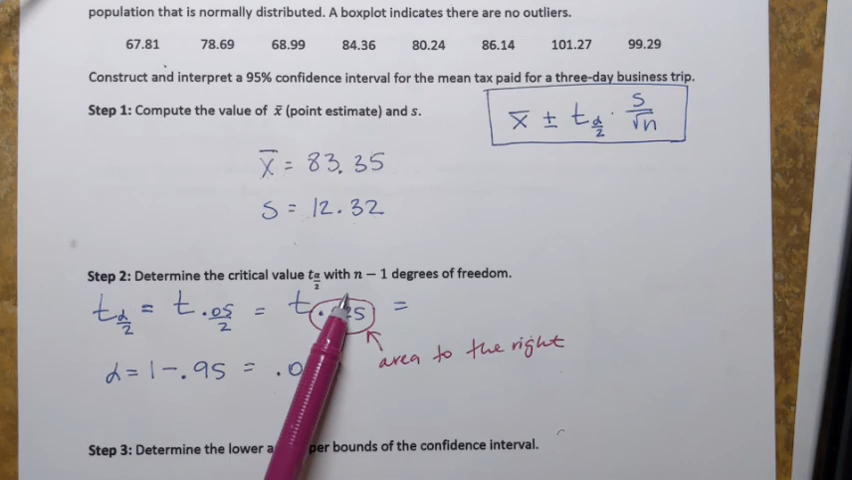 population that is normally distributed. A boxplot indicates there are no outliers.
67.81 78.69 68.99 84.36 80.24 86.14 101.27 99.29
Construct and interpret a 95% confidence interval for the mean tax paid for a three-day business trip.
Step 1: Compute the value of x̄ (point estimate) and s.
x̄ ± t α/2 · s/√n
x̄ = 83.35
s = 12.32
Step 2: Determine the critical value t α/2 with n − 1 degrees of freedom.
t α/2 = t .05/2 = t =
area to the right
α = 1 − .95 =
Step 3: Determine the lower a per bounds of the confidence interval.